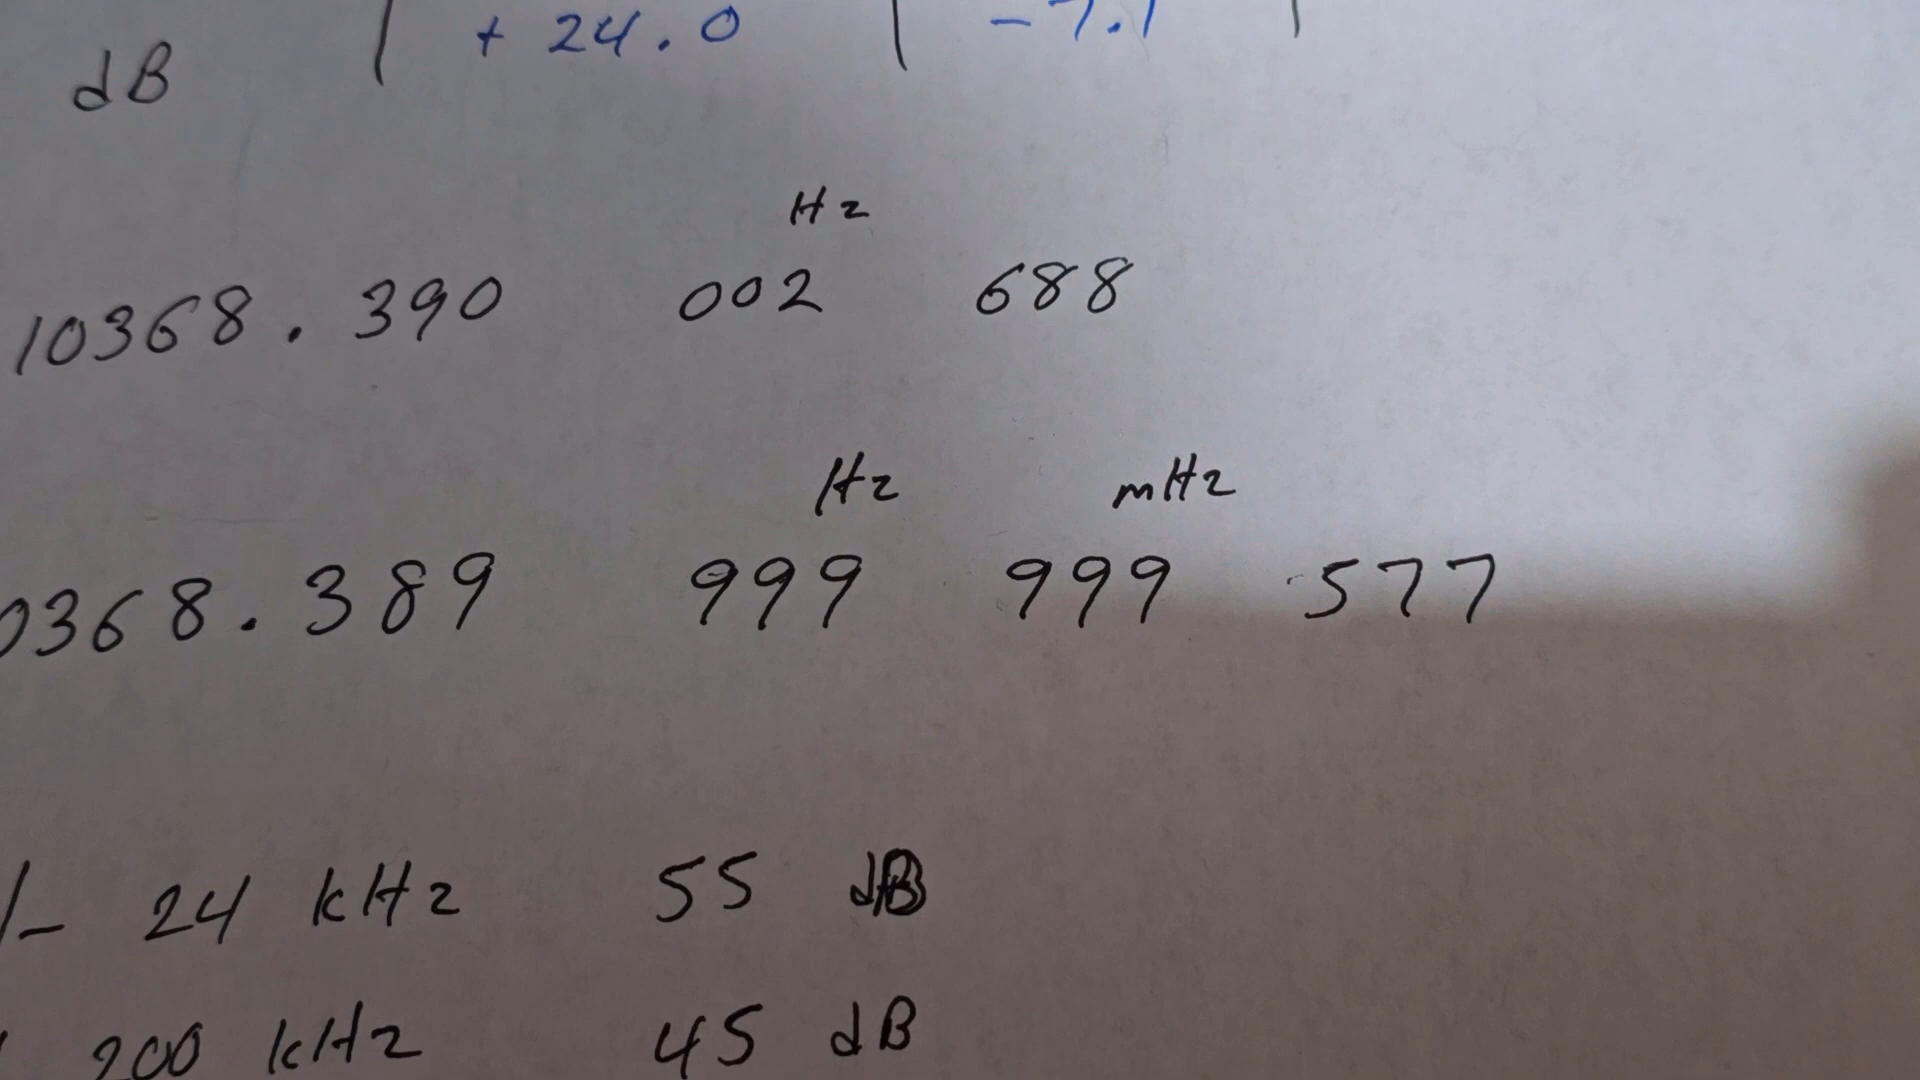 dB | + 24.0 | - 7.1 |
Hz
10368.390 002 688
Hz mHz
0368.389 999 999 577
/- 24 kHz 55 dB
200 kHz 45 dB